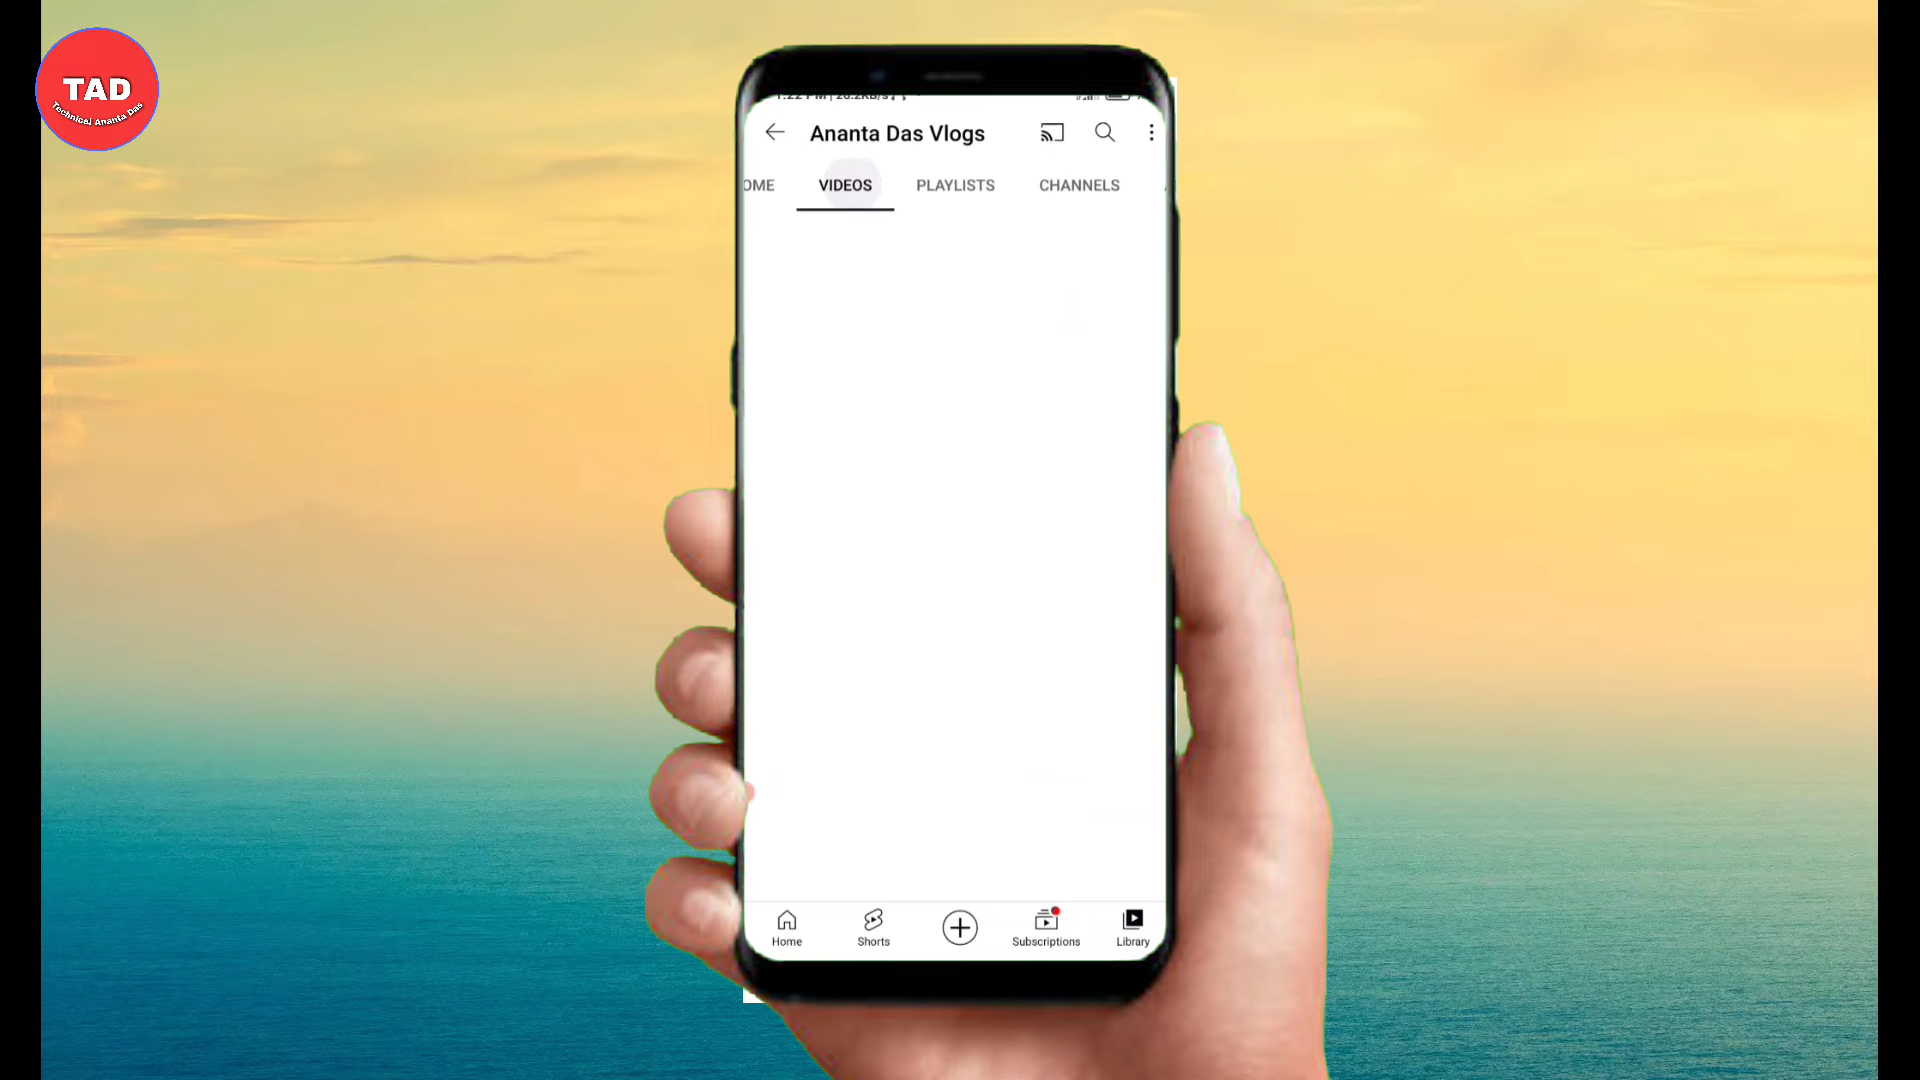 TAD
Technical Ananta Das
Ananta Das Vlogs
OME VIDEOS PLAYLISTS CHANNELS
Home Shorts Subscriptions Library